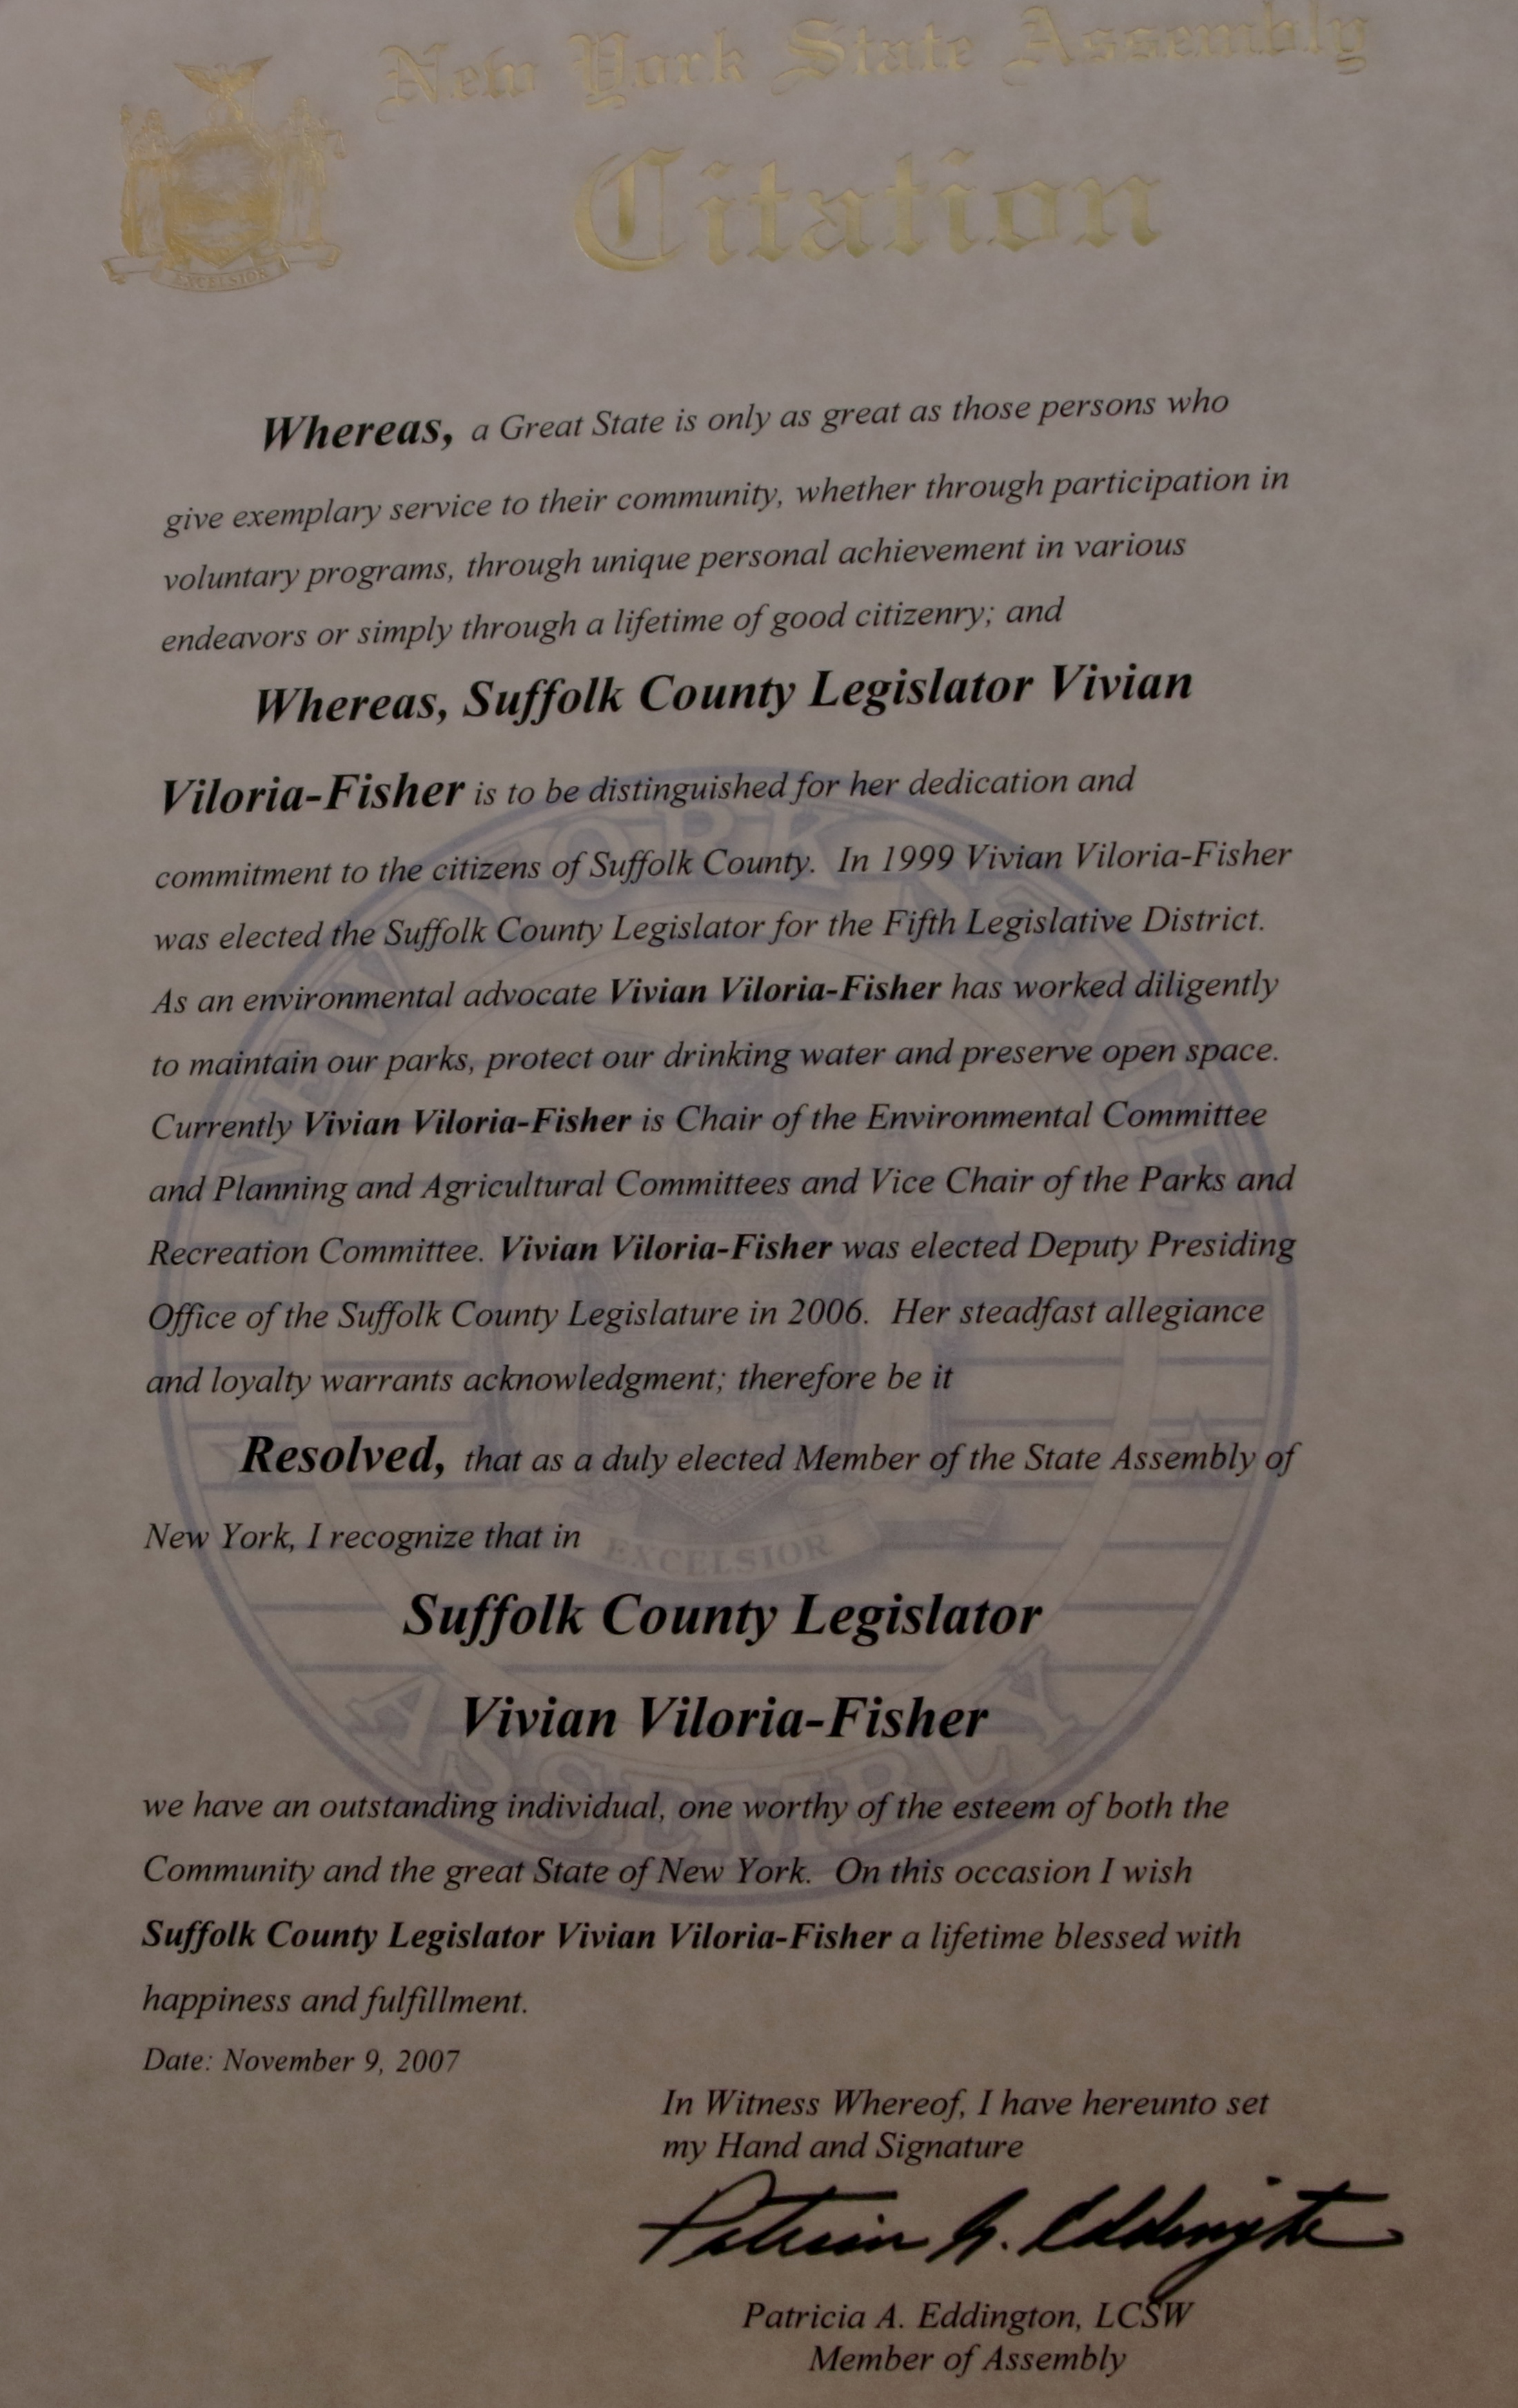 New York State Assembly
Citation
EXCELSIOR
Whereas, a Great State is only as great as those persons who
give exemplary service to their community, whether through participation in
voluntary programs, through unique personal achievement in various
endeavors or simply through a lifetime of good citizenry; and
Whereas, Suffolk County Legislator Vivian
Viloria-Fisher is to be distinguished for her dedication and
commitment to the citizens of Suffolk County. In 1999 Vivian Viloria-Fisher
was elected the Suffolk County Legislator for the Fifth Legislative District.
As an environmental advocate Vivian Viloria-Fisher has worked diligently
to maintain our parks, protect our drinking water and preserve open space.
Currently Vivian Viloria-Fisher is Chair of the Environmental Committee
and Planning and Agricultural Committees and Vice Chair of the Parks and
Recreation Committee. Vivian Viloria-Fisher was elected Deputy Presiding
Office of the Suffolk County Legislature in 2006. Her steadfast allegiance
and loyalty warrants acknowledgment; therefore be it
Resolved, that as a duly elected Member of the State Assembly of
New York, I recognize that in
EXCELSIOR
Suffolk County Legislator
Vivian Viloria-Fisher
we have an outstanding individual, one worthy of the esteem of both the
Community and the great State of New York. On this occasion I wish
Suffolk County Legislator Vivian Viloria-Fisher a lifetime blessed with
happiness and fulfillment.
Date: November 9, 2007
In Witness Whereof, I have hereunto set
my Hand and Signature
Patricia A. Eddington
Patricia A. Eddington, LCSW
Member of Assembly
NEW YORK STATE
ASSEMBLY